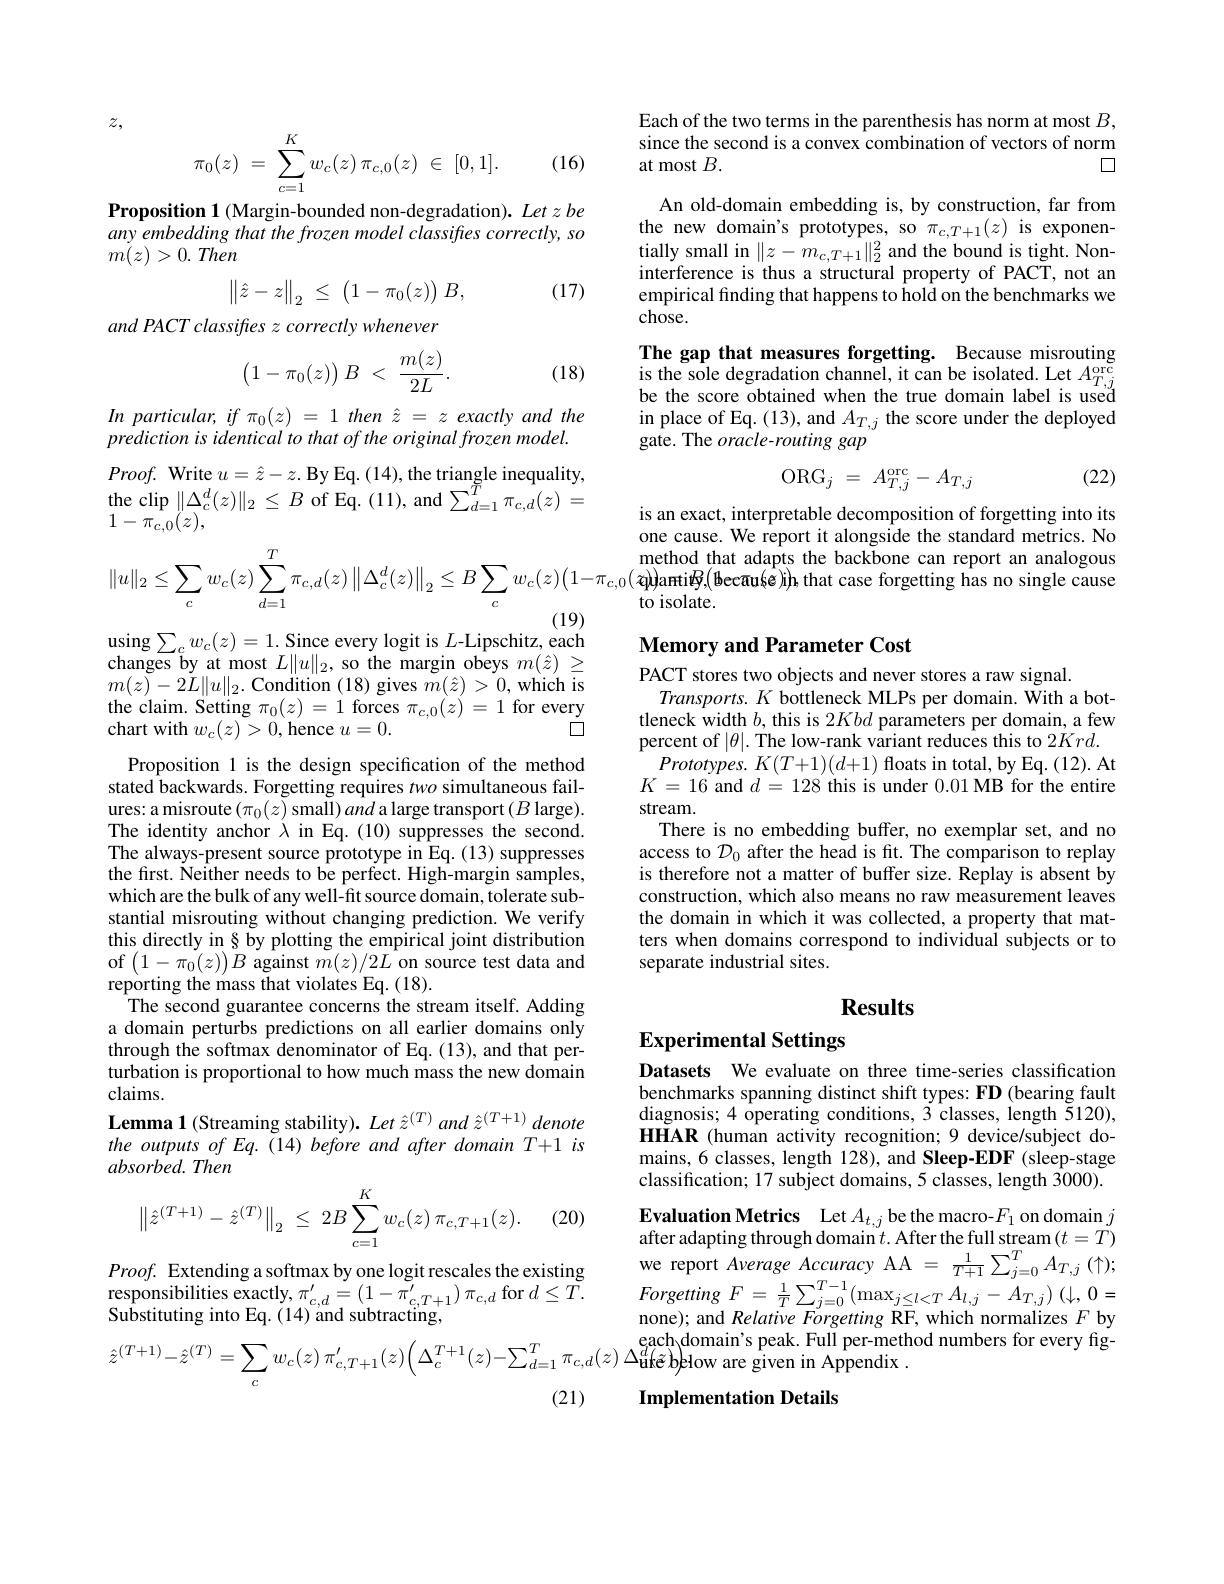 z,
π_0(z) = ∑_{c=1}^{K} w_c(z) π_{c,0}(z) ∈ [0, 1]. (16)
Proposition 1 (Margin-bounded non-degradation). Let z be
any embedding that the frozen model classifies correctly, so
m(z) > 0. Then
‖ẑ − z‖_2 ≤ (1 − π_0(z)) B, (17)
and PACT classifies z correctly whenever
(1 − π_0(z)) B < m(z)/2L. (18)
In particular, if π_0(z) = 1 then ẑ = z exactly and the
prediction is identical to that of the original frozen model.
Proof. Write u = ẑ − z. By Eq. (14), the triangle inequality,
the clip ‖Δ_c^d(z)‖_2 ≤ B of Eq. (11), and ∑_{d=1}^{T} π_{c,d}(z) =
1 − π_{c,0}(z),
‖u‖_2 ≤ ∑_c w_c(z) ∑_{d=1}^{T} π_{c,d}(z) ‖Δ_c^d(z)‖_2 ≤ B ∑_c w_c(z)(1−π_{c,0}(
(19)
using ∑_c w_c(z) = 1. Since every logit is L-Lipschitz, each
changes by at most L‖u‖_2, so the margin obeys m(ẑ) ≥
m(z) − 2L‖u‖_2. Condition (18) gives m(ẑ) > 0, which is
the claim. Setting π_0(z) = 1 forces π_{c,0}(z) = 1 for every
chart with w_c(z) > 0, hence u = 0. □
Proposition 1 is the design specification of the method
stated backwards. Forgetting requires two simultaneous fail-
ures: a misroute (π_0(z) small) and a large transport (B large).
The identity anchor λ in Eq. (10) suppresses the second.
The always-present source prototype in Eq. (13) suppresses
the first. Neither needs to be perfect. High-margin samples,
which are the bulk of any well-fit source domain, tolerate sub-
stantial misrouting without changing prediction. We verify
this directly in § by plotting the empirical joint distribution
of (1 − π_0(z))B against m(z)/2L on source test data and
reporting the mass that violates Eq. (18).
The second guarantee concerns the stream itself. Adding
a domain perturbs predictions on all earlier domains only
through the softmax denominator of Eq. (13), and that per-
turbation is proportional to how much mass the new domain
claims.
Lemma 1 (Streaming stability). Let ẑ^{(T)} and ẑ^{(T+1)} denote
the outputs of Eq. (14) before and after domain T+1 is
absorbed. Then
‖ẑ^{(T+1)} − ẑ^{(T)}‖_2 ≤ 2B ∑_{c=1}^{K} w_c(z) π_{c,T+1}(z). (20)
Proof. Extending a softmax by one logit rescales the existing
responsibilities exactly, π′_{c,d} = (1 − π′_{c,T+1}) π_{c,d} for d ≤ T.
Substituting into Eq. (14) and subtracting,
ẑ^{(T+1)}−ẑ^{(T)} = ∑_c w_c(z) π′_{c,T+1}(z)(Δ_c^{T+1}(z)−∑_{d=1}^{T} π_{c,d}(z) Δ_c^d(z))
(21)
Each of the two terms in the parenthesis has norm at most B,
since the second is a convex combination of vectors of norm
at most B. □
An old-domain embedding is, by construction, far from
the new domain's prototypes, so π_{c,T+1}(z) is exponen-
tially small in ‖z − m_{c,T+1}‖_2^2 and the bound is tight. Non-
interference is thus a structural property of PACT, not an
empirical finding that happens to hold on the benchmarks we
chose.
The gap that measures forgetting. Because misrouting
is the sole degradation channel, it can be isolated. Let A_{T,j}^{orc}
be the score obtained when the true domain label is used
in place of Eq. (13), and A_{T,j} the score under the deployed
gate. The oracle-routing gap
ORG_j = A_{T,j}^{orc} − A_{T,j} (22)
is an exact, interpretable decomposition of forgetting into its
one cause. We report it alongside the standard metrics. No
method that adapts the backbone can report an analogous
quantity, because in that case forgetting has no single cause
to isolate.
Memory and Parameter Cost
PACT stores two objects and never stores a raw signal.
Transports. K bottleneck MLPs per domain. With a bot-
tleneck width b, this is 2Kbd parameters per domain, a few
percent of |θ|. The low-rank variant reduces this to 2Krd.
Prototypes. K(T+1)(d+1) floats in total, by Eq. (12). At
K = 16 and d = 128 this is under 0.01 MB for the entire
stream.
There is no embedding buffer, no exemplar set, and no
access to D_0 after the head is fit. The comparison to replay
is therefore not a matter of buffer size. Replay is absent by
construction, which also means no raw measurement leaves
the domain in which it was collected, a property that mat-
ters when domains correspond to individual subjects or to
separate industrial sites.
Results
Experimental Settings
Datasets We evaluate on three time-series classification
benchmarks spanning distinct shift types: FD (bearing fault
diagnosis; 4 operating conditions, 3 classes, length 5120),
HHAR (human activity recognition; 9 device/subject do-
mains, 6 classes, length 128), and Sleep-EDF (sleep-stage
classification; 17 subject domains, 5 classes, length 3000).
Evaluation Metrics Let A_{t,j} be the macro-F_1 on domain j
after adapting through domain t. After the full stream (t = T)
we report Average Accuracy AA = 1/(T+1) ∑_{j=0}^{T} A_{T,j} (↑);
Forgetting F = 1/T ∑_{j=0}^{T−1}(max_{j≤l<T} A_{l,j} − A_{T,j}) (↓, 0 =
none); and Relative Forgetting RF, which normalizes F by
each domain's peak. Full per-method numbers for every fig-
ure below are given in Appendix .
Implementation Details